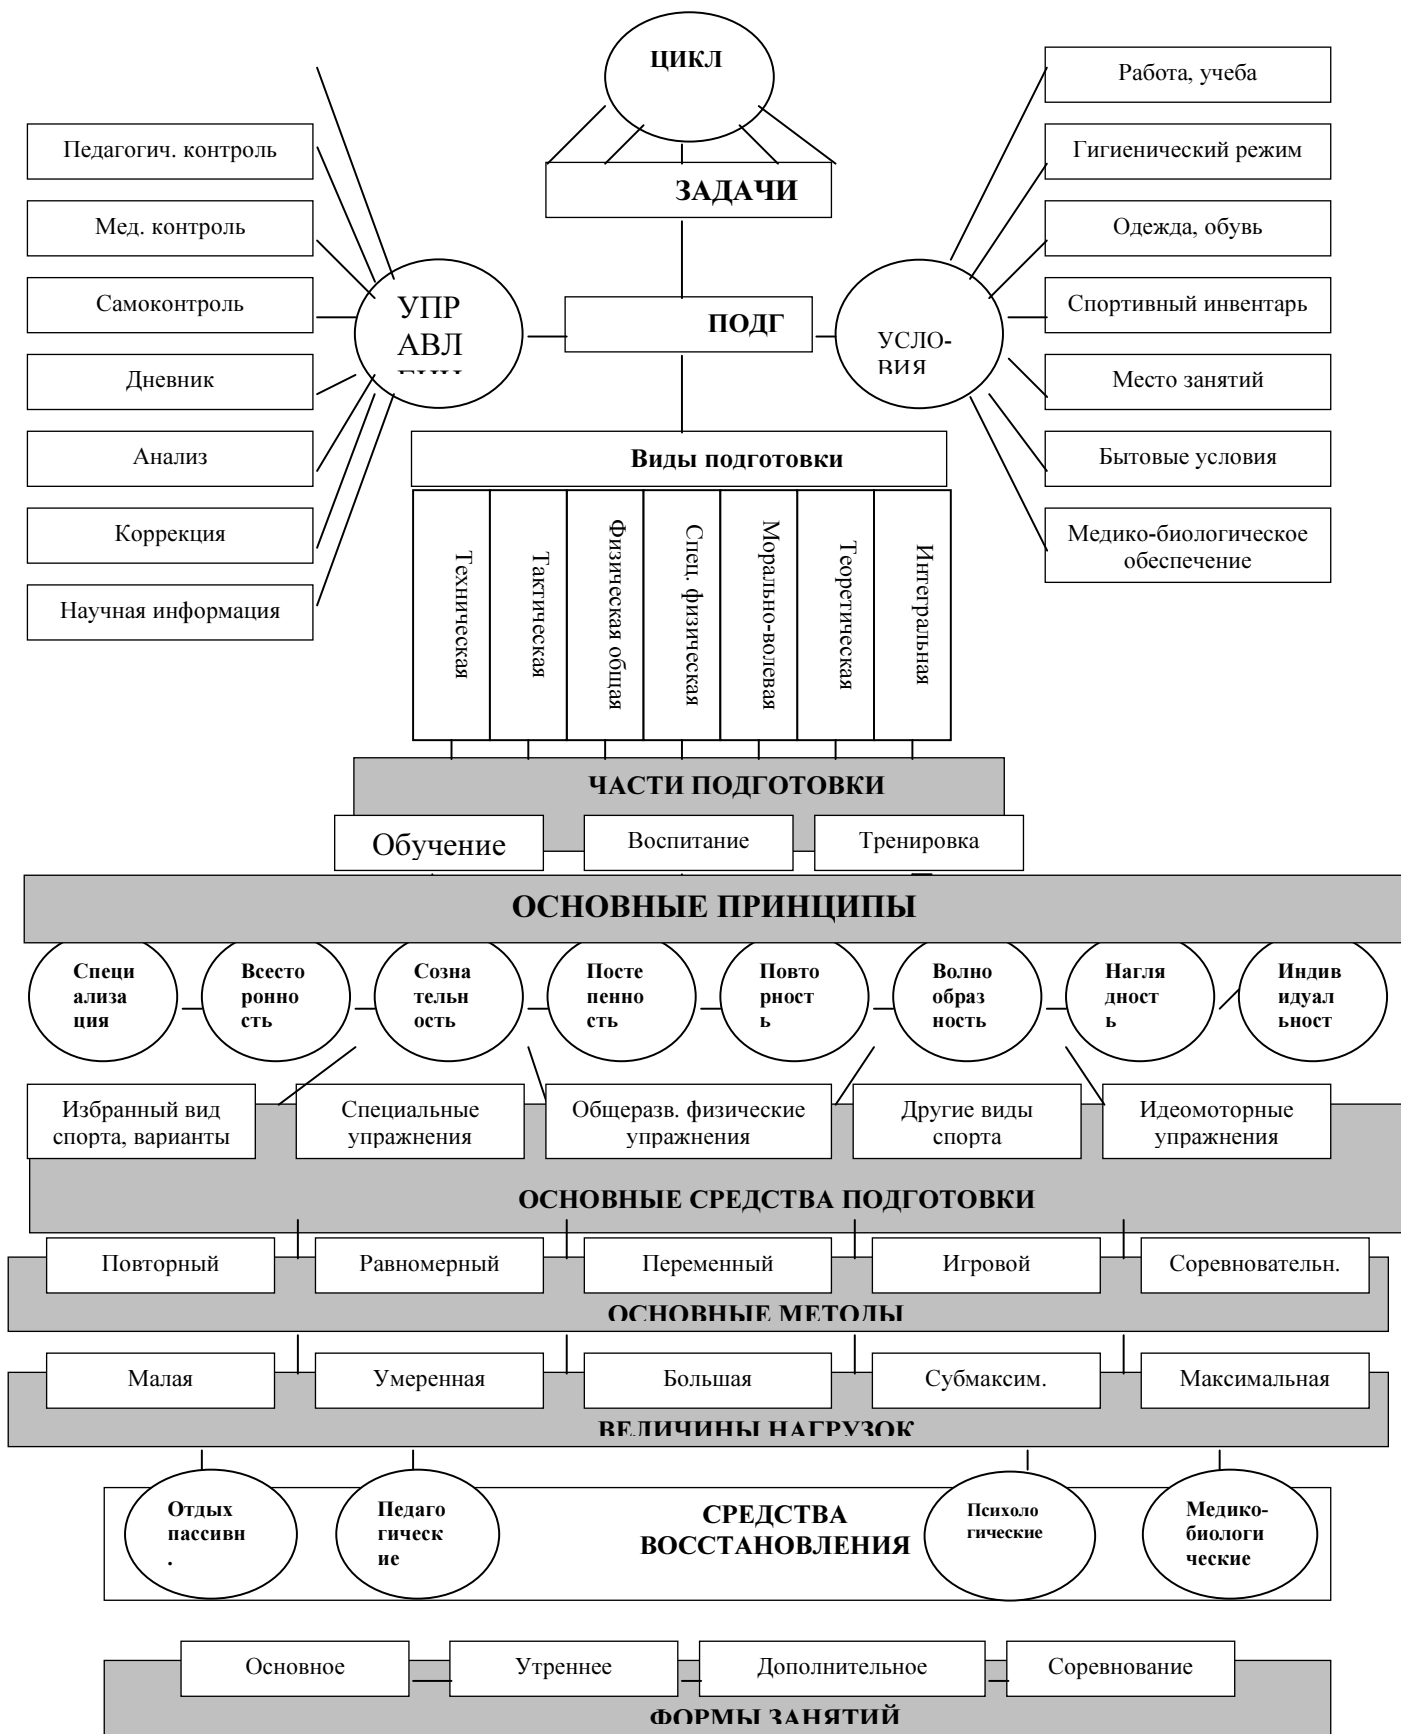 ЦИКЛ
ЗАДАЧИ
Педагогич. контроль
Мед. контроль
Самоконтроль
Дневник
Анализ
Коррекция
Научная информация
УПР
АВЛ
ПОДГ
УСЛО-
ВИЯ
Работа, учеба
Гигиенический режим
Одежда, обувь
Спортивный инвентарь
Место занятий
Бытовые условия
Медико-биологическое
обеспечение
Виды подготовки
Техническая
Тактическая
Физическая общая
Спец. физическая
Морально-волевая
Теоретическая
Интегральная
ЧАСТИ ПОДГОТОВКИ
Обучение
Воспитание
Тренировка
ОСНОВНЫЕ ПРИНЦИПЫ
Специ
ализа
ция
Всесто
ронно
сть
Созна
тельн
ость
Посте
пенно
сть
Повто
рност
ь
Волно
образ
ность
Нагля
дност
ь
Индив
идуал
ьност
Избранный вид
спорта, варианты
Специальные
упражнения
Общеразв. физические
упражнения
Другие виды
спорта
Идеомоторные
упражнения
ОСНОВНЫЕ СРЕДСТВА ПОДГОТОВКИ
Повторный
Равномерный
Переменный
Игровой
Соревновательн.
ОСНОВНЫЕ МЕТОДЫ
Малая
Умеренная
Большая
Субмаксим.
Максимальная
ВЕЛИЧИНЫ НАГРУЗОК
Отдых
пассивн
.
Педаго
гическ
ие
СРЕДСТВА
ВОССТАНОВЛЕНИЯ
Психоло
гические
Медико-
биологи
ческие
Основное
Утреннее
Дополнительное
Соревнование
ФОРМЫ ЗАНЯТИЙ